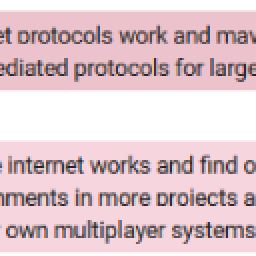 et protocols work and may
ediated protocols for large
e internet works and find o
nments in more projects a
r own multiplayer systems